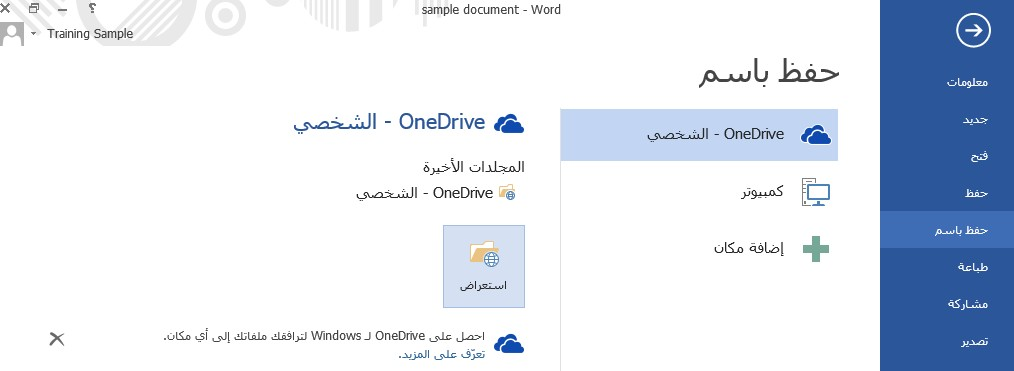 sample document - Word
Training Sample
معلومات
جديد
فتح
حفظ
حفظ باسم
طباعة
مشاركة
تصدير
حفظ باسم
OneDrive - الشخصي
كمبيوتر
إضافة مكان
OneDrive - الشخصي
المجلدات الأخيرة
OneDrive - الشخصي
استعراض
احصل على OneDrive لـ Windows لترافقك ملفاتك إلى أي مكان.
تعرّف على المزيد.